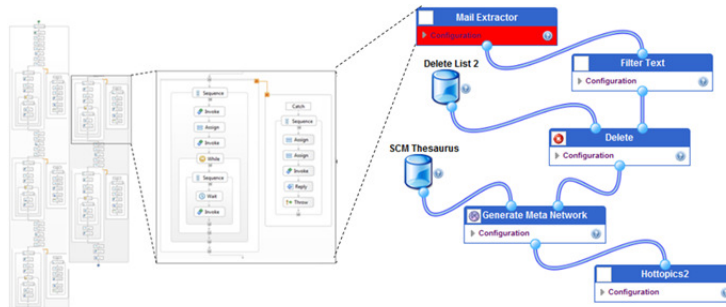 Sequence
Invoke
Assign
Invoke
While
Sequence
Wait
Invoke
Catch
Sequence
Assign
Assign
Invoke
Reply
Throw
Mail Extractor
Configuration
Filter Text
Configuration
Delete List 2
Delete
Configuration
SCM Thesaurus
Generate Meta Network
Configuration
Hottopics2
Configuration